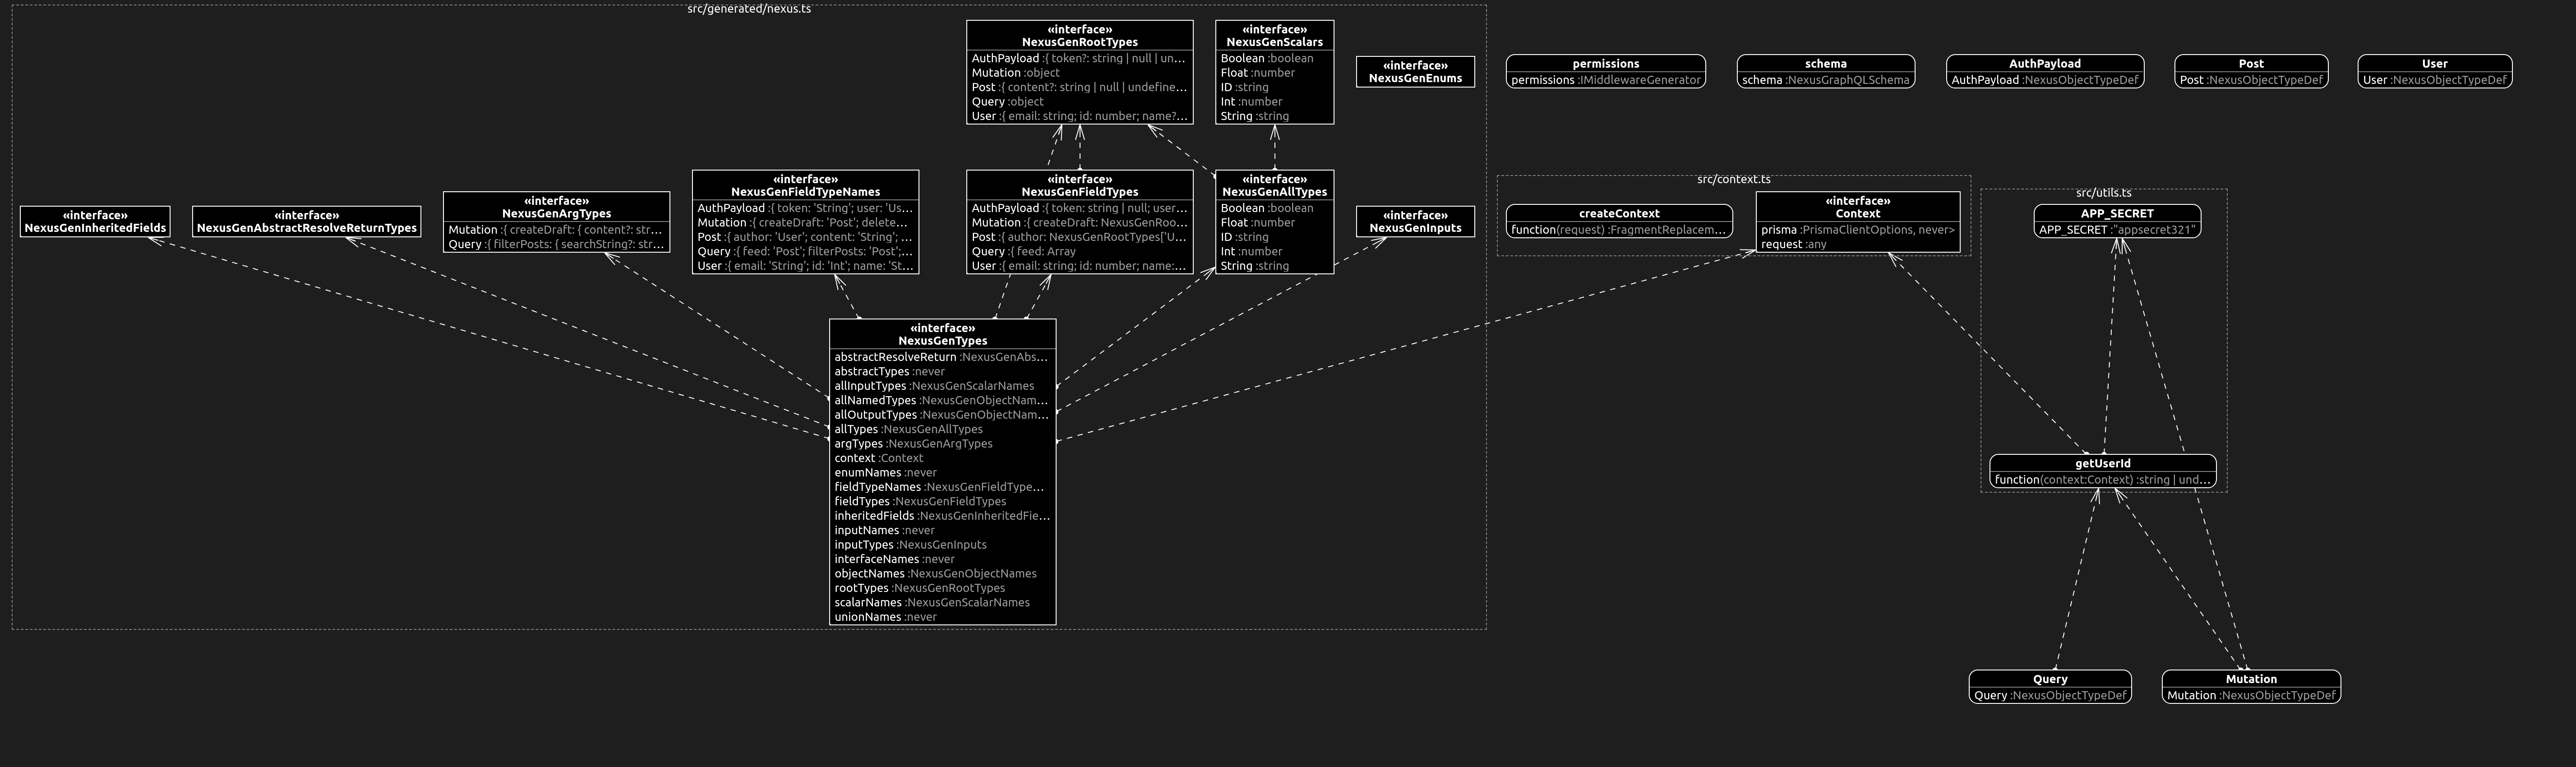 src/generated/nexus.ts
«interface»
NexusGenRootTypes
AuthPayload :{ token?: string | null | un...
Mutation :object
Post :{ content?: string | null | undefine...
Query :object
User :{ email: string; id: number; name?...
«interface»
NexusGenScalars
Boolean :boolean
Float :number
ID :string
Int :number
String :string
«interface»
NexusGenEnums
permissions
permissions :IMiddlewareGenerator
schema
schema :NexusGraphQLSchema
AuthPayload
AuthPayload :NexusObjectTypeDef
Post
Post :NexusObjectTypeDef
User
User :NexusObjectTypeDef
«interface»
NexusGenInheritedFields
«interface»
NexusGenAbstractResolveReturnTypes
«interface»
NexusGenArgTypes
Mutation :{ createDraft: { content?: str...
Query :{ filterPosts: { searchString?: str...
«interface»
NexusGenFieldTypeNames
AuthPayload :{ token: 'String'; user: 'Us...
Mutation :{ createDraft: 'Post'; delete...
Post :{ author: 'User'; content: 'String'; ...
Query :{ feed: 'Post'; filterPosts: 'Post';...
User :{ email: 'String'; id: 'Int'; name: 'St...
«interface»
NexusGenFieldTypes
AuthPayload :{ token: string | null; user...
Mutation :{ createDraft: NexusGenRoo...
Post :{ author: NexusGenRootTypes['U...
Query :{ feed: Array
User :{ email: string; id: number; name:...
«interface»
NexusGenAllTypes
Boolean :boolean
Float :number
ID :string
Int :number
String :string
«interface»
NexusGenInputs
src/context.ts
createContext
function(request) :FragmentReplacem...
«interface»
Context
prisma :PrismaClientOptions, never>
request :any
src/utils.ts
APP_SECRET
APP_SECRET :"appsecret321"
«interface»
NexusGenTypes
abstractResolveReturn :NexusGenAbs...
abstractTypes :never
allInputTypes :NexusGenScalarNames
allNamedTypes :NexusGenObjectNam...
allOutputTypes :NexusGenObjectNam...
allTypes :NexusGenAllTypes
argTypes :NexusGenArgTypes
context :Context
enumNames :never
fieldTypeNames :NexusGenFieldType...
fieldTypes :NexusGenFieldTypes
inheritedFields :NexusGenInheritedFie...
inputNames :never
inputTypes :NexusGenInputs
interfaceNames :never
objectNames :NexusGenObjectNames
rootTypes :NexusGenRootTypes
scalarNames :NexusGenScalarNames
unionNames :never
getUserId
function(context:Context) :string | und...
Query
Query :NexusObjectTypeDef
Mutation
Mutation :NexusObjectTypeDef